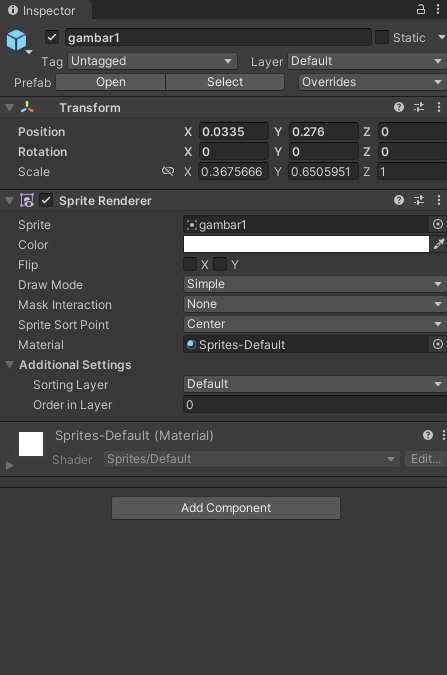 Inspector
gambar1 Static
Tag Untagged Layer Default
Prefab Open Select Overrides
Transform
Position X 0.0335 Y 0.276 Z 0
Rotation X 0 Y 0 Z 0
Scale X 0.3675666 Y 0.6505951 Z 1
Sprite Renderer
Sprite gambar1
Color
Flip X Y
Draw Mode Simple
Mask Interaction None
Sprite Sort Point Center
Material Sprites-Default
Additional Settings
Sorting Layer Default
Order in Layer 0
Sprites-Default (Material)
Shader Sprites/Default Edit...
Add Component